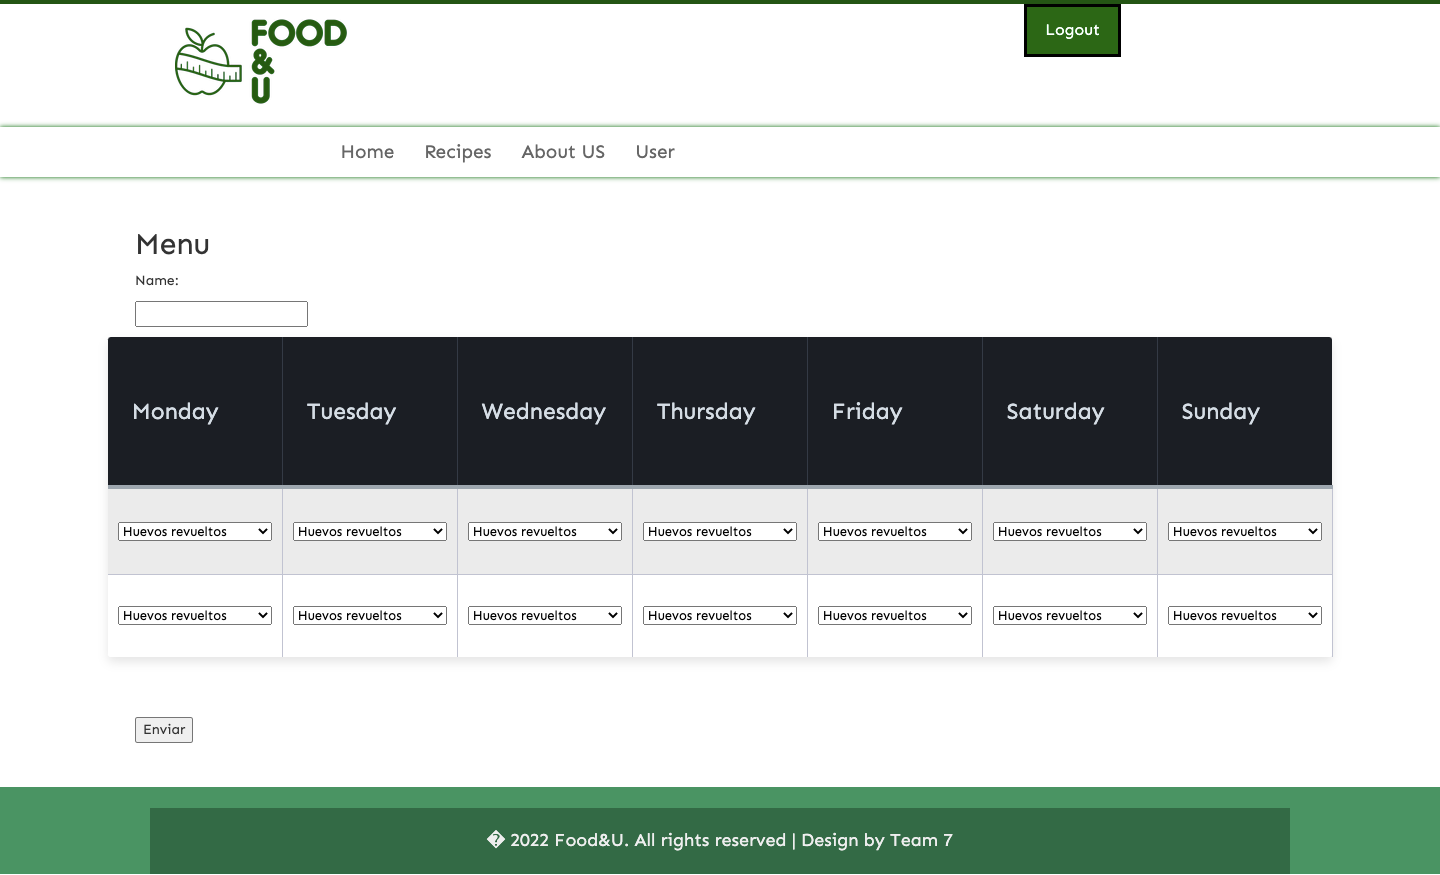 FOOD
&
U
Logout
Home Recipes About US User
Menu
Name:
Monday Tuesday Wednesday Thursday Friday Saturday Sunday
Huevos revueltos Huevos revueltos Huevos revueltos Huevos revueltos Huevos revueltos Huevos revueltos Huevos revueltos
Huevos revueltos Huevos revueltos Huevos revueltos Huevos revueltos Huevos revueltos Huevos revueltos Huevos revueltos
Enviar
� 2022 Food&U. All rights reserved | Design by Team 7